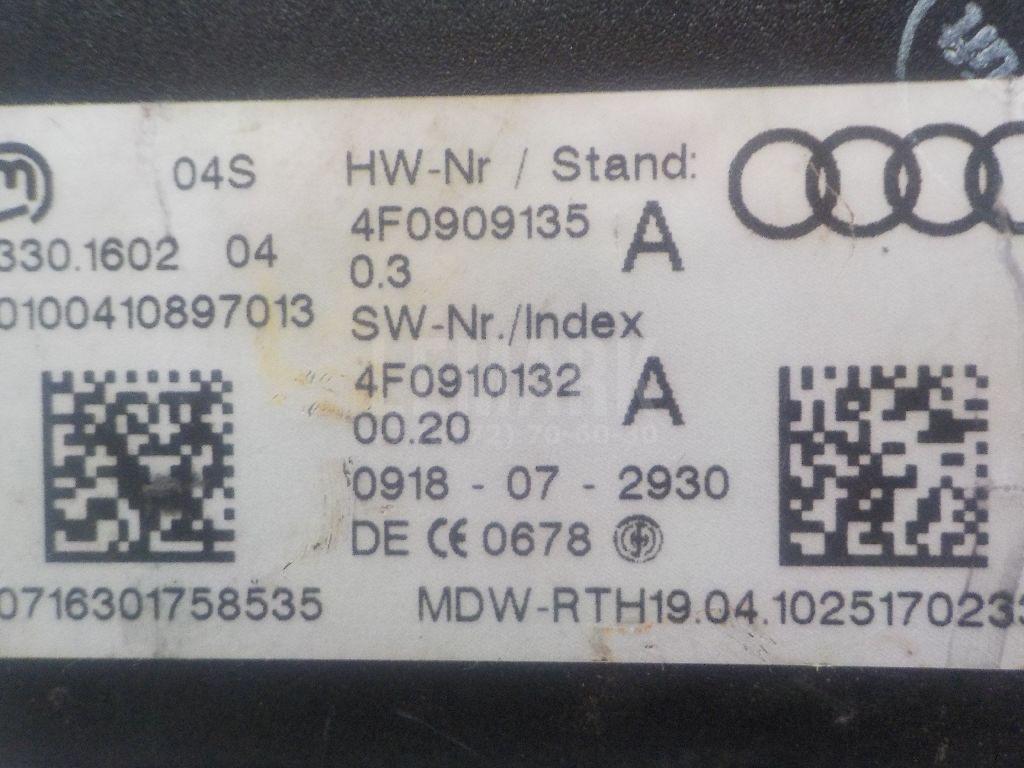 04S
330.1602 04
0100410897013
HW-Nr / Stand:
4F0909135 A
0.3
SW-Nr./Index
4F0910132 A
00.20
0918 - 07 - 2930
DE CE 0678
0716301758535
MDW-RTH19.04.1025170233